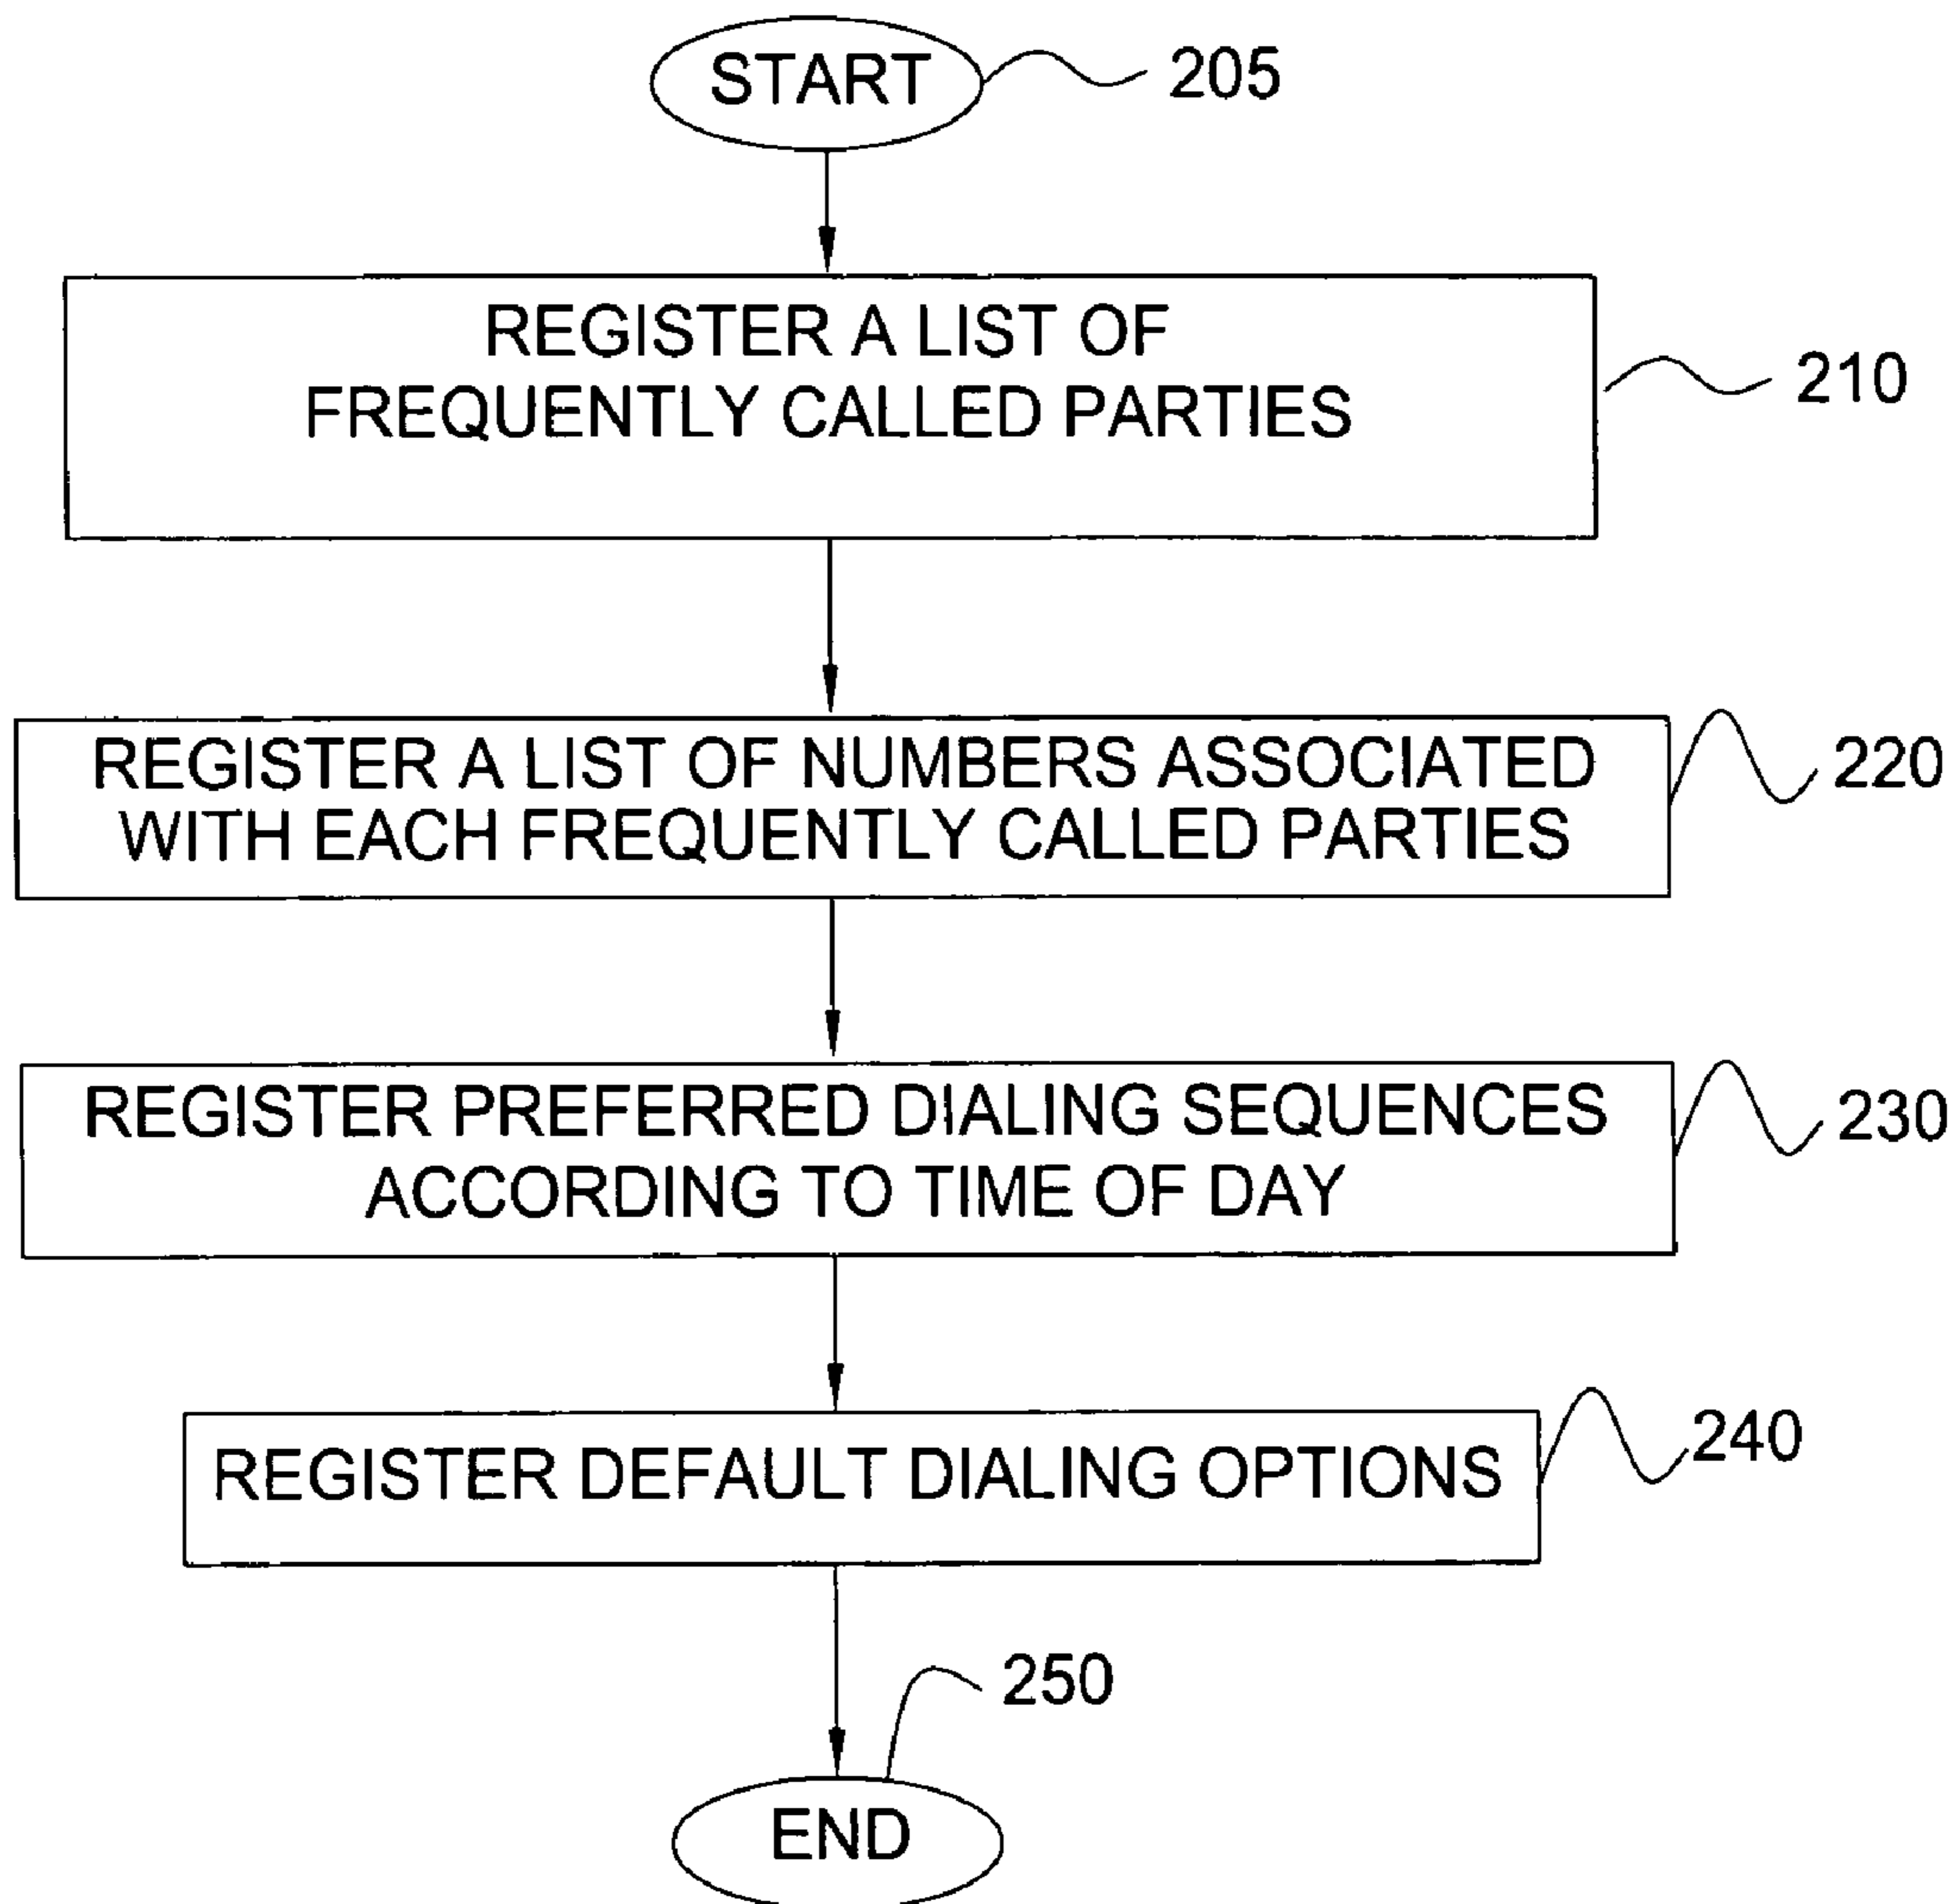 START
205
REGISTER A LIST OF
FREQUENTLY CALLED PARTIES
210
REGISTER A LIST OF NUMBERS ASSOCIATED
WITH EACH FREQUENTLY CALLED PARTIES
220
REGISTER PREFERRED DIALING SEQUENCES
ACCORDING TO TIME OF DAY
230
REGISTER DEFAULT DIALING OPTIONS
240
250
END